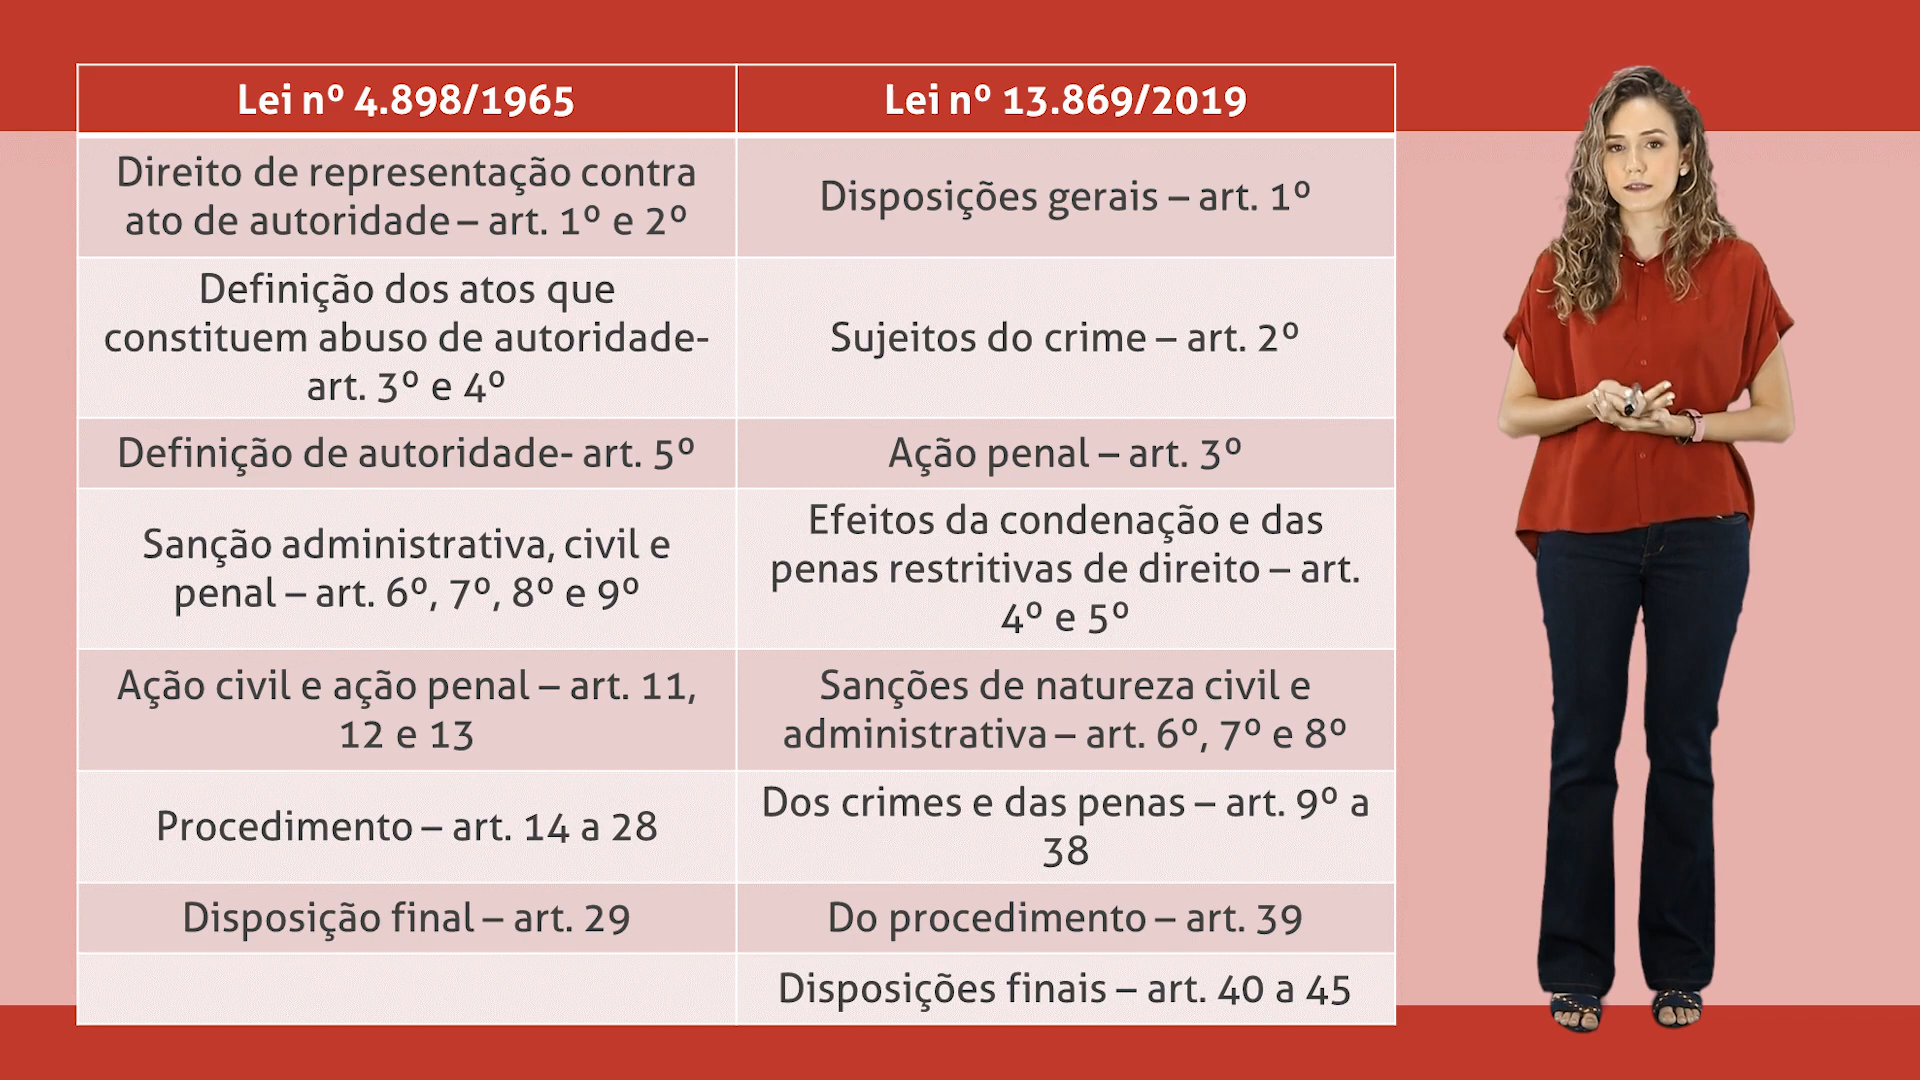 Lei nº 4.898/1965
Lei nº 13.869/2019
Direito de representação contra
ato de autoridade – art. 1º e 2º
Disposições gerais – art. 1º
Definição dos atos que
constituem abuso de autoridade-
art. 3º e 4º
Sujeitos do crime – art. 2º
Definição de autoridade- art. 5º
Ação penal – art. 3º
Sanção administrativa, civil e
penal – art. 6º, 7º, 8º e 9º
Efeitos da condenação e das
penas restritivas de direito – art.
4º e 5º
Ação civil e ação penal – art. 11,
12 e 13
Sanções de natureza civil e
administrativa – art. 6º, 7º e 8º
Procedimento – art. 14 a 28
Dos crimes e das penas – art. 9º a
38
Disposição final – art. 29
Do procedimento – art. 39
Disposições finais – art. 40 a 45